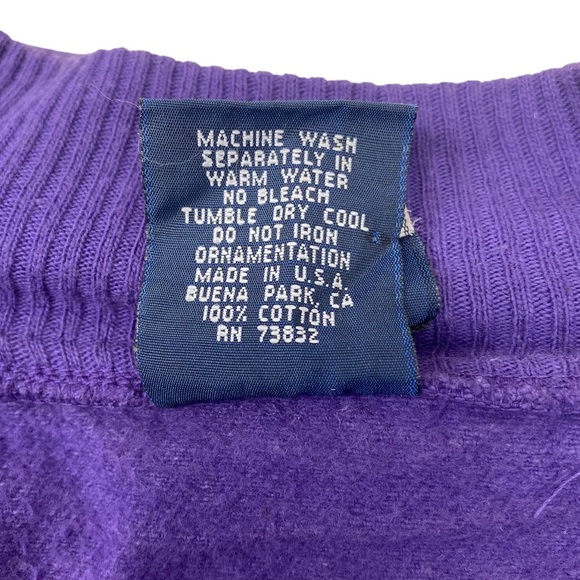 MACHINE WASH
SEPARATELY IN
WARM WATER
NO BLEACH
TUMBLE DRY COOL
DO NOT IRON
ORNAMENTATION
MADE IN U.S.A.
BUENA PARK, CA
100% COTTON
RN 73832